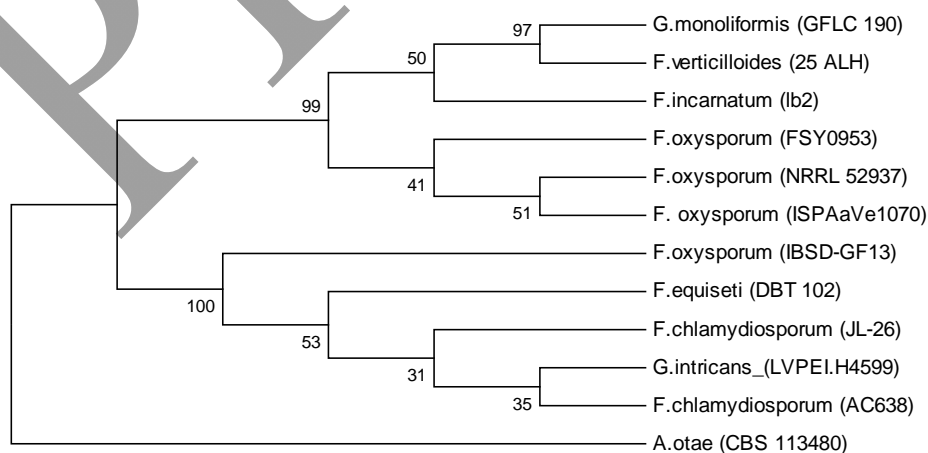 97
G.monoliformis (GFLC 190)
50
F.verticilloides (25 ALH)
99
F.incarnatum (Ib2)
F.oxysporum (FSY0953)
41
F.oxysporum (NRRL 52937)
51
F. oxysporum (ISPAaVe1070)
F.oxysporum (IBSD-GF13)
100
F.equiseti (DBT 102)
53
F.chlamydiosporum (JL-26)
31
G.intricans_(LVPEI.H4599)
35
F.chlamydiosporum (AC638)
A.otae (CBS 113480)